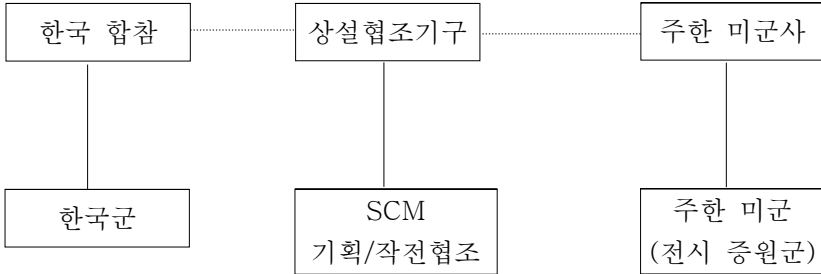 한국 합참
상설협조기구
주한 미군사
한국군
SCM
기획/작전협조
주한 미군
(전시 증원군)